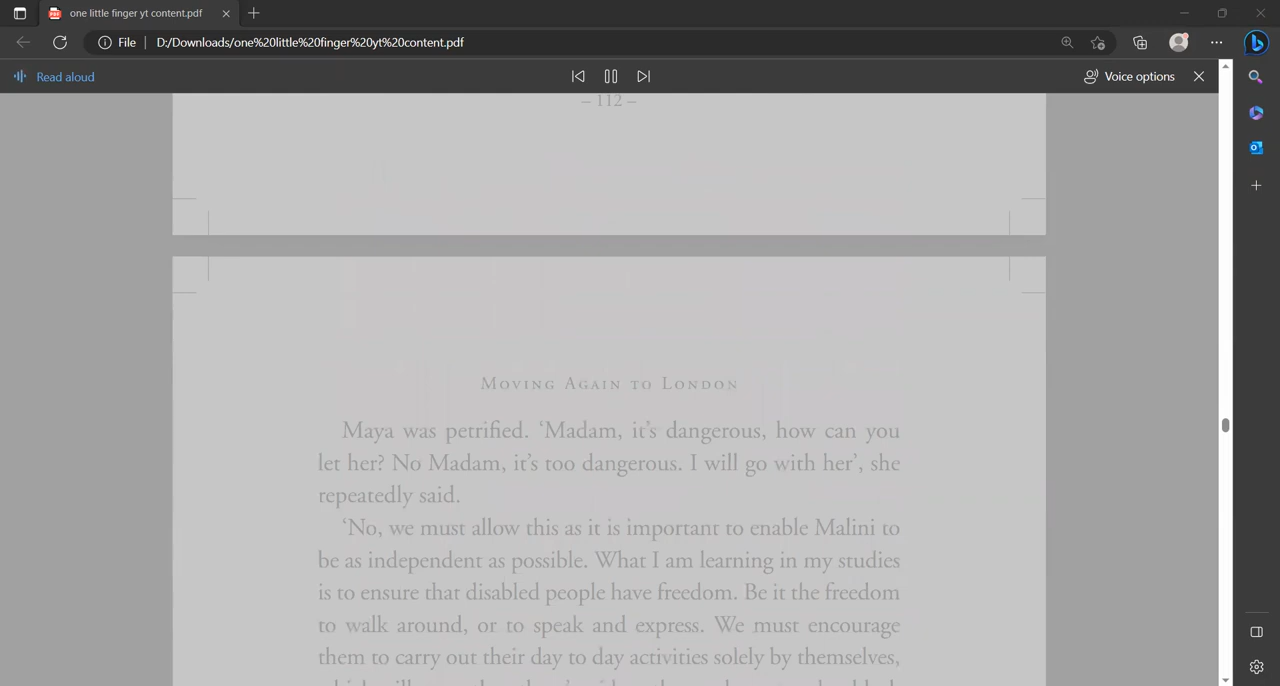 one little finger yt content.pdf
File
D:/Downloads/one%20little%20finger%20yt%20content.pdf
Read aloud
Voice options
– 112 –
Moving Again to London
Maya was petrified. ‘Madam, it’s dangerous, how can you
let her? No Madam, it’s too dangerous. I will go with her’, she
repeatedly said.
‘No, we must allow this as it is important to enable Malini to
be as independent as possible. What I am learning in my studies
is to ensure that disabled people have freedom. Be it the freedom
to walk around, or to speak and express. We must encourage
them to carry out their day to day activities solely by themselves,